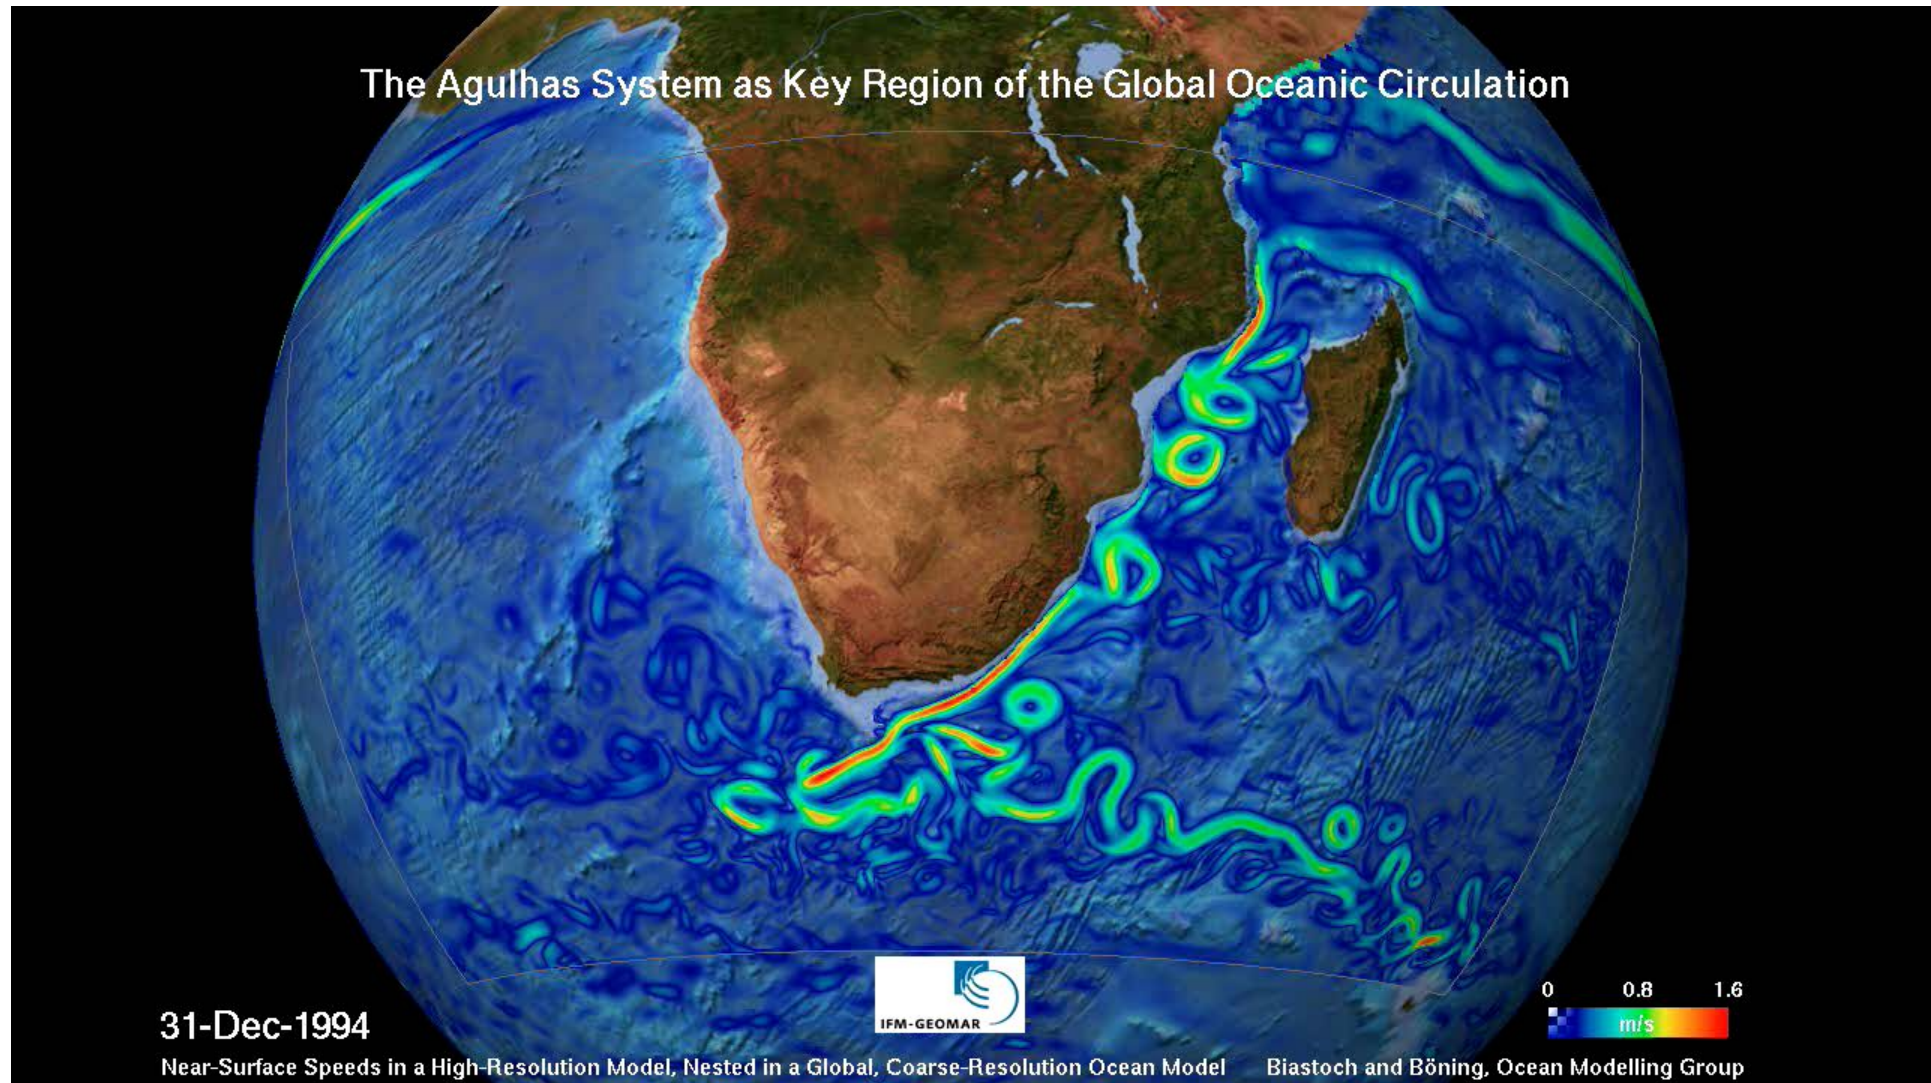 The Agulhas System as Key Region of the Global Oceanic Circulation
0 0.8 1.6
m/s
IFM-GEOMAR
31-Dec-1994
Near-Surface Speeds in a High-Resolution Model, Nested in a Global, Coarse-Resolution Ocean Model Biastoch and Böning, Ocean Modelling Group